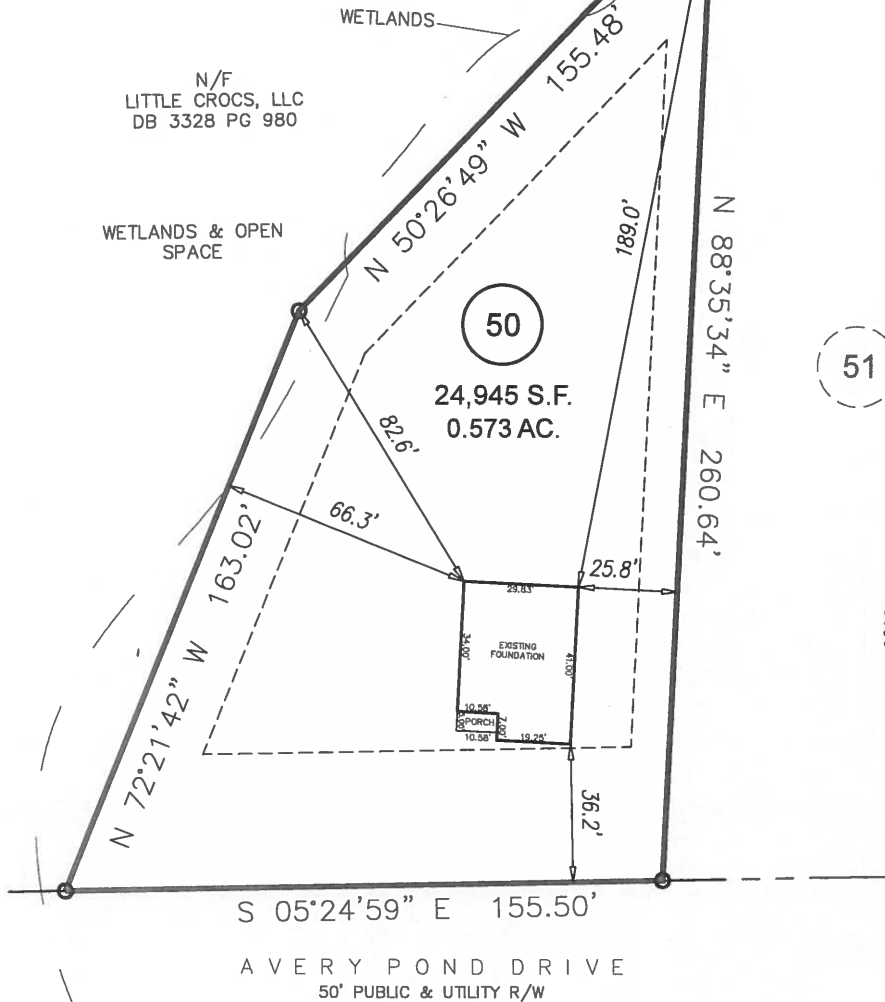 WETLANDS
N/F
LITTLE CROCS, LLC
DB 3328 PG 980
WETLANDS & OPEN
SPACE
N 50°26'49" W 155.48'
189.0'
N 88°35'34" E 260.64'
50
24,945 S.F.
0.573 AC.
51
82.6'
66.3'
N 72°21'42" W 163.02'
25.8'
29.83'
34.00'
EXISTING
FOUNDATION
41.00'
10.58'
PORCH
7.00'
10.58'
19.25'
36.2'
S 05°24'59" E 155.50'
AVERY POND DRIVE
50' PUBLIC & UTILITY R/W